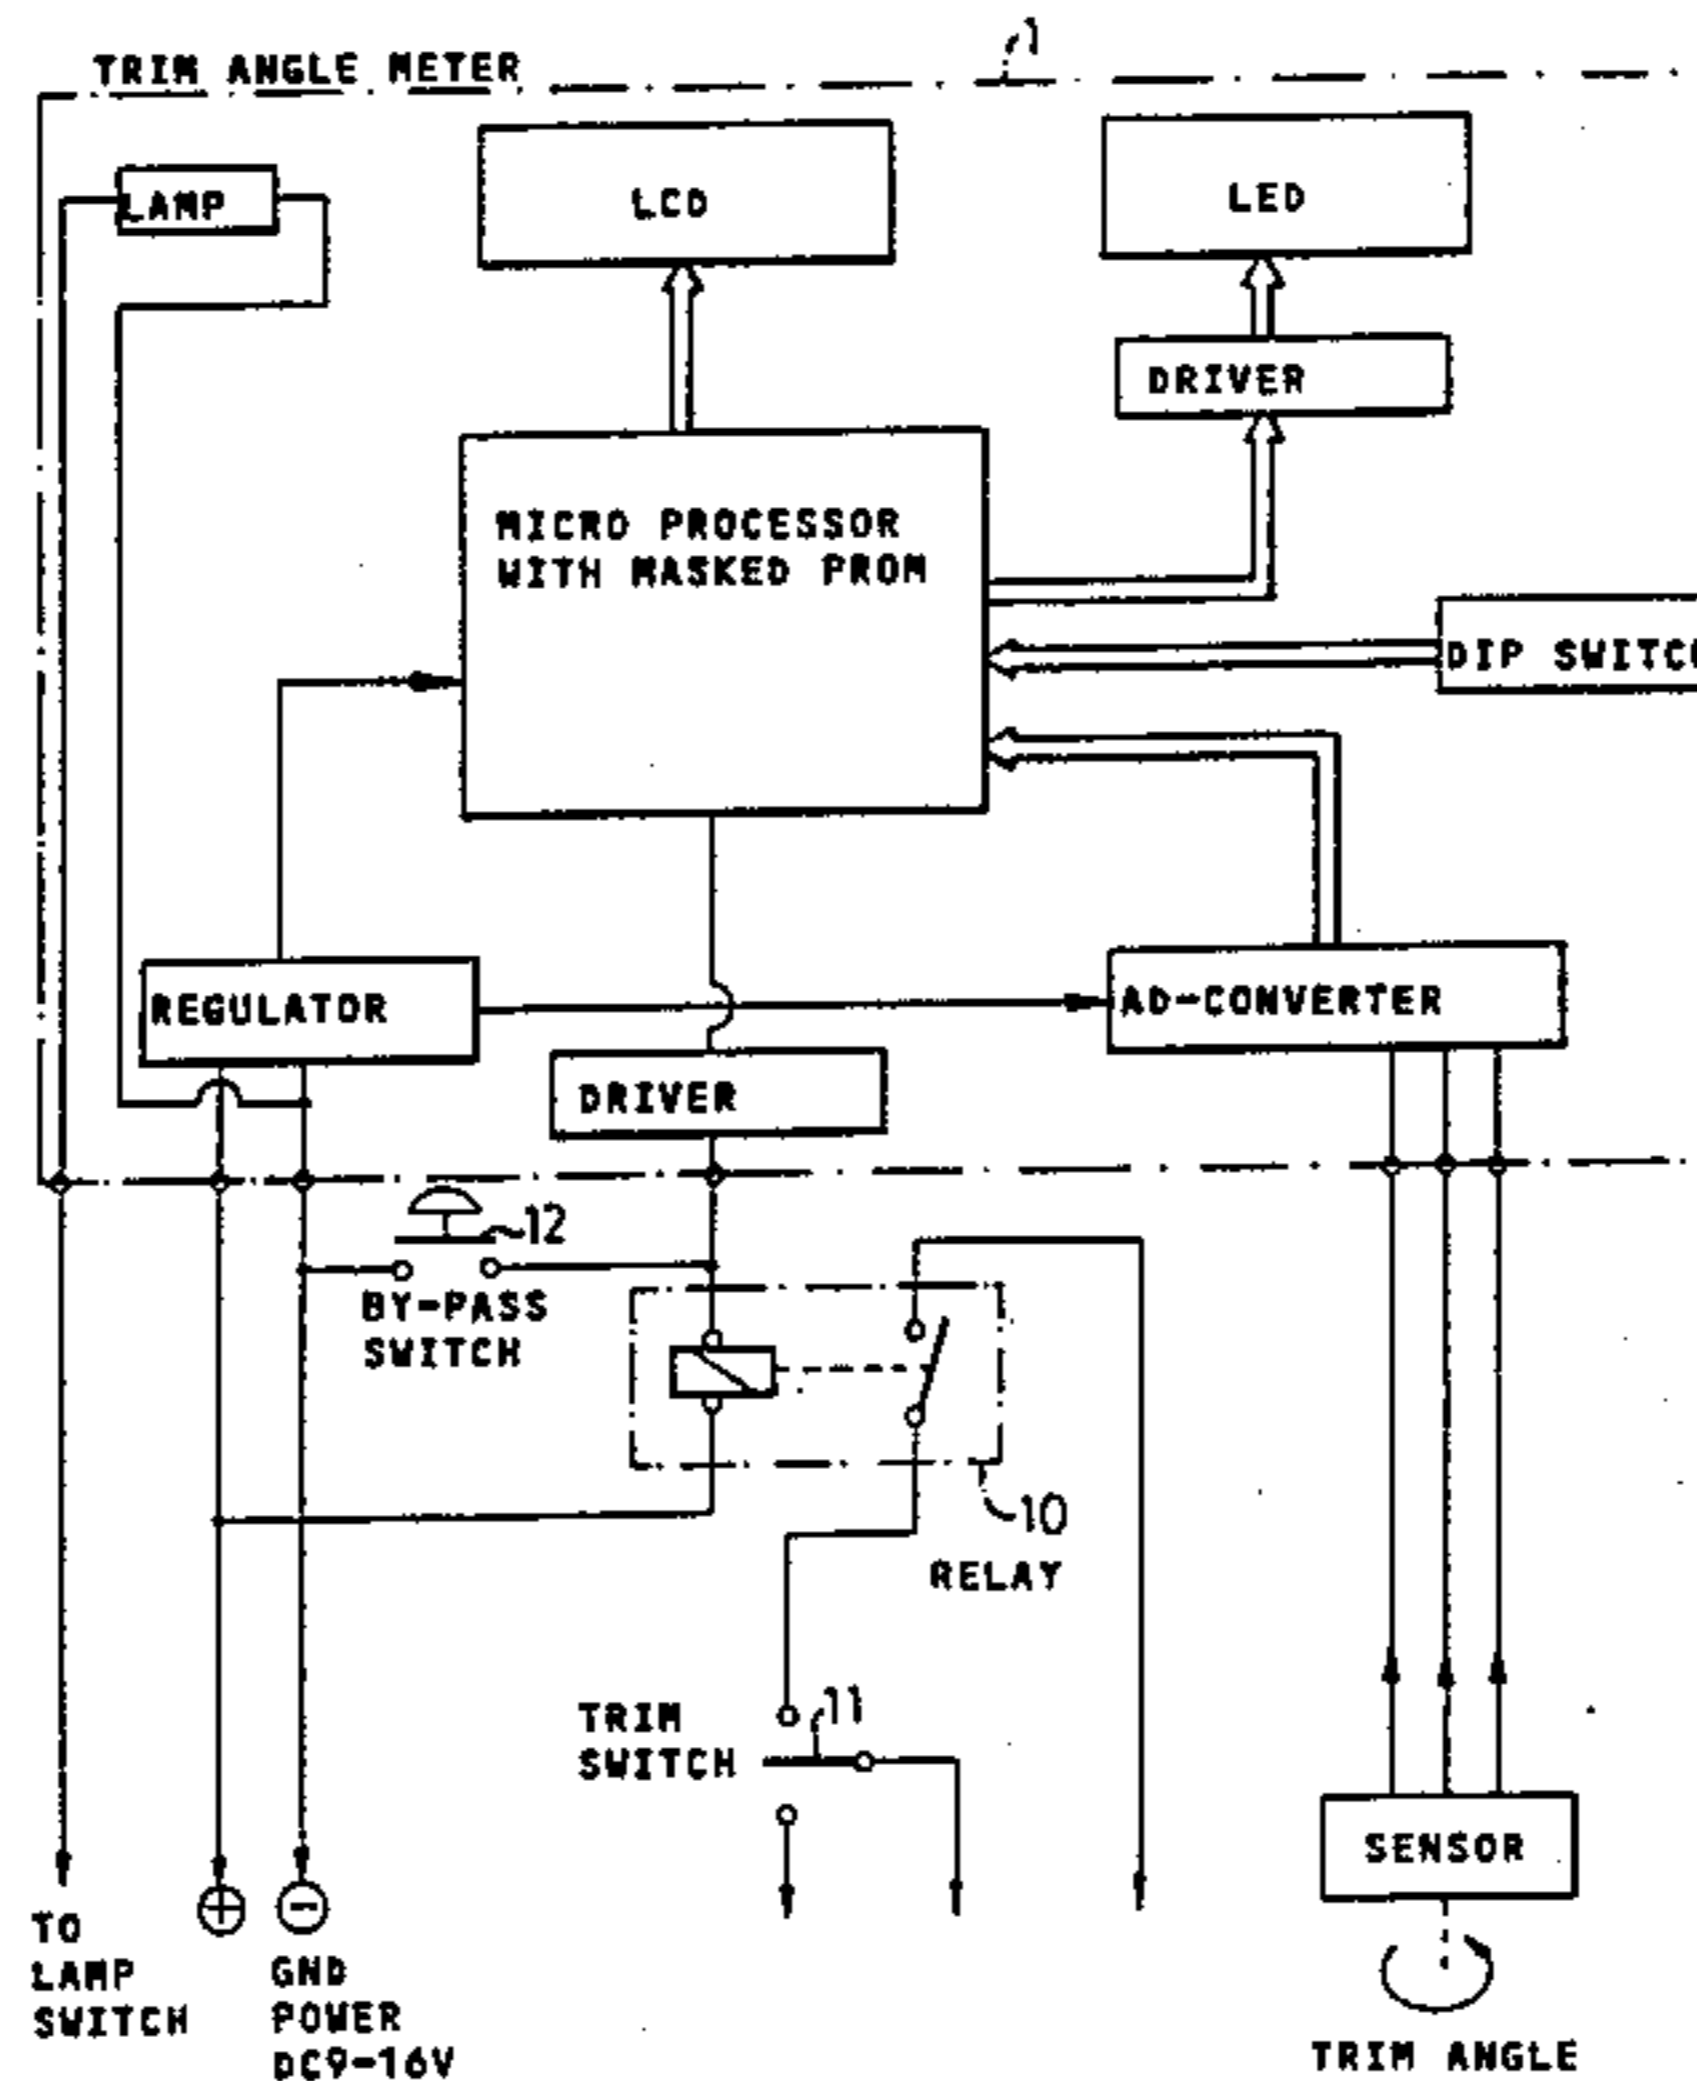 1
TRIM ANGLE METER
LAMP
LCD
LED
DRIVER
MICRO PROCESSOR
WITH MASKED PROM
DIP SWITC
REGULATOR
AD-CONVERTER
DRIVER
12
BY-PASS
SWITCH
10
RELAY
11
TRIM
SWITCH
SENSOR
TO
LAMP
SWITCH
+
-
GND
POWER
DC9-16V
TRIM ANGLE